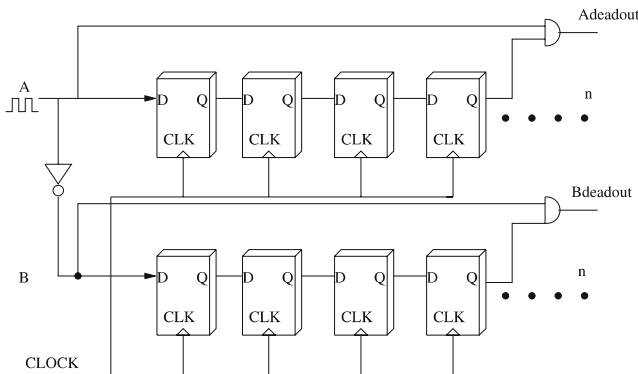 Adeadout
A
n
D Q D Q D Q D Q
CLK CLK CLK CLK
Bdeadout
B
n
D Q D Q D Q D Q
CLK CLK CLK CLK
CLOCK